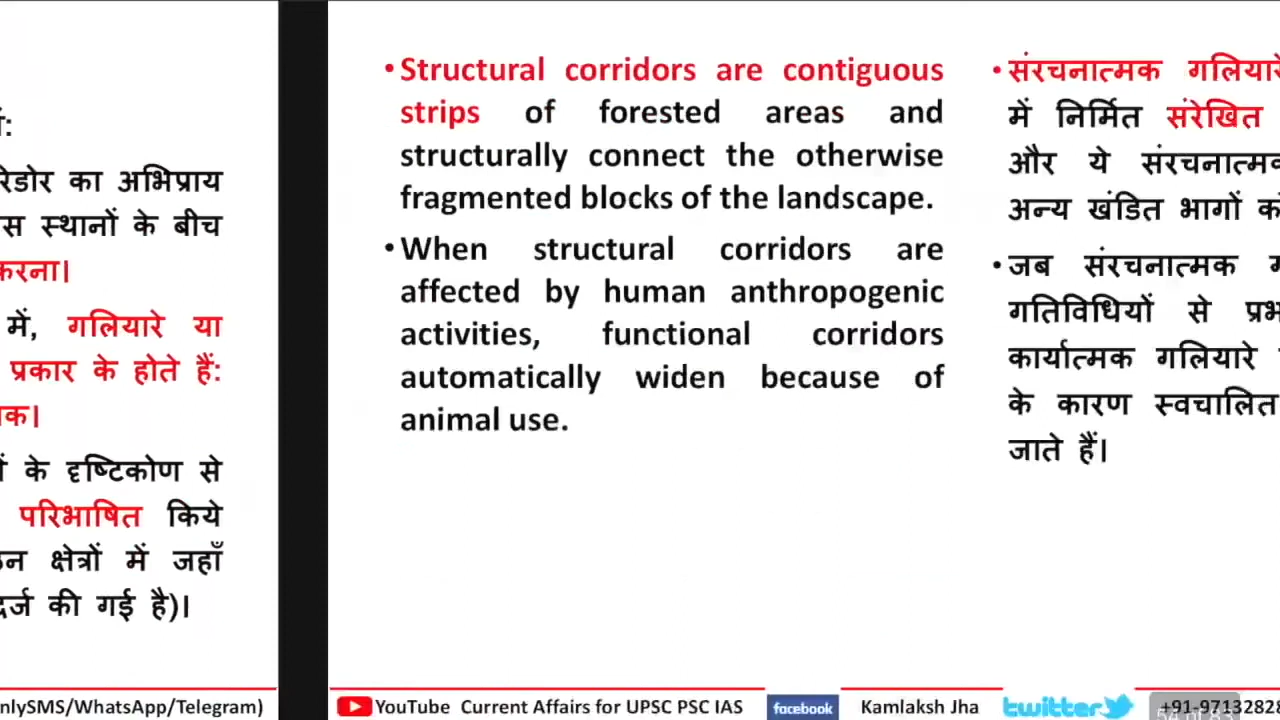 र्व:
रिडोर का अभिप्राय
स स्थानों के बीच
करना।
में, गलियारे या
प्रकार के होते हैं:
मक।
ों के दृष्टिकोण से
परिभाषित किये
न क्षेत्रों में जहाँ
दर्ज की गई है)।
nlySMS/WhatsApp/Telegram)
•Structural corridors are contiguous
strips of forested areas and
structurally connect the otherwise
fragmented blocks of the landscape.
•When structural corridors are
affected by human anthropogenic
activities, functional corridors
automatically widen because of
animal use.
•संरचनात्मक गलियारे
में निर्मित संरेखित
और ये संरचनात्मक
अन्य खंडित भागों क
•जब संरचनात्मक ग
गतिविधियों से प्रभ
कार्यात्मक गलियारे
के कारण स्वचालित
जाते हैं।
YouTube Current Affairs for UPSC PSC IAS
facebook
Kamlaksh Jha
twitter
+91-97132828